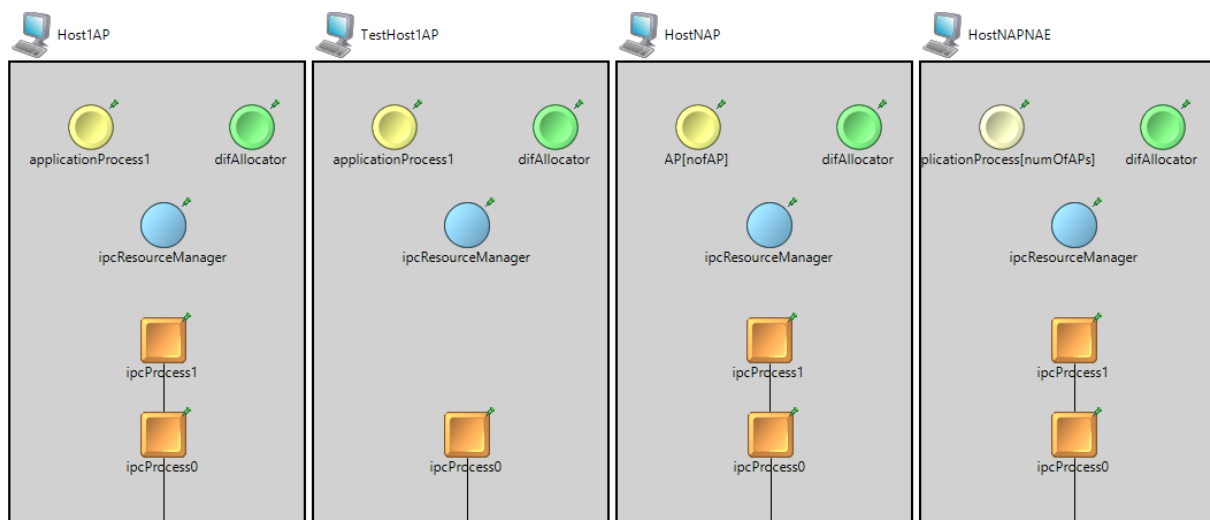 Host1AP
TestHost1AP
HostNAP
HostNAPNAE
applicationProcess1
difAllocator
applicationProcess1
difAllocator
AP[nofAP]
difAllocator
plicationProcess[numOfAPs]
difAllocator
ipcResourceManager
ipcResourceManager
ipcResourceManager
ipcResourceManager
ipcProcess1
ipcProcess1
ipcProcess1
ipcProcess0
ipcProcess0
ipcProcess0
ipcProcess0